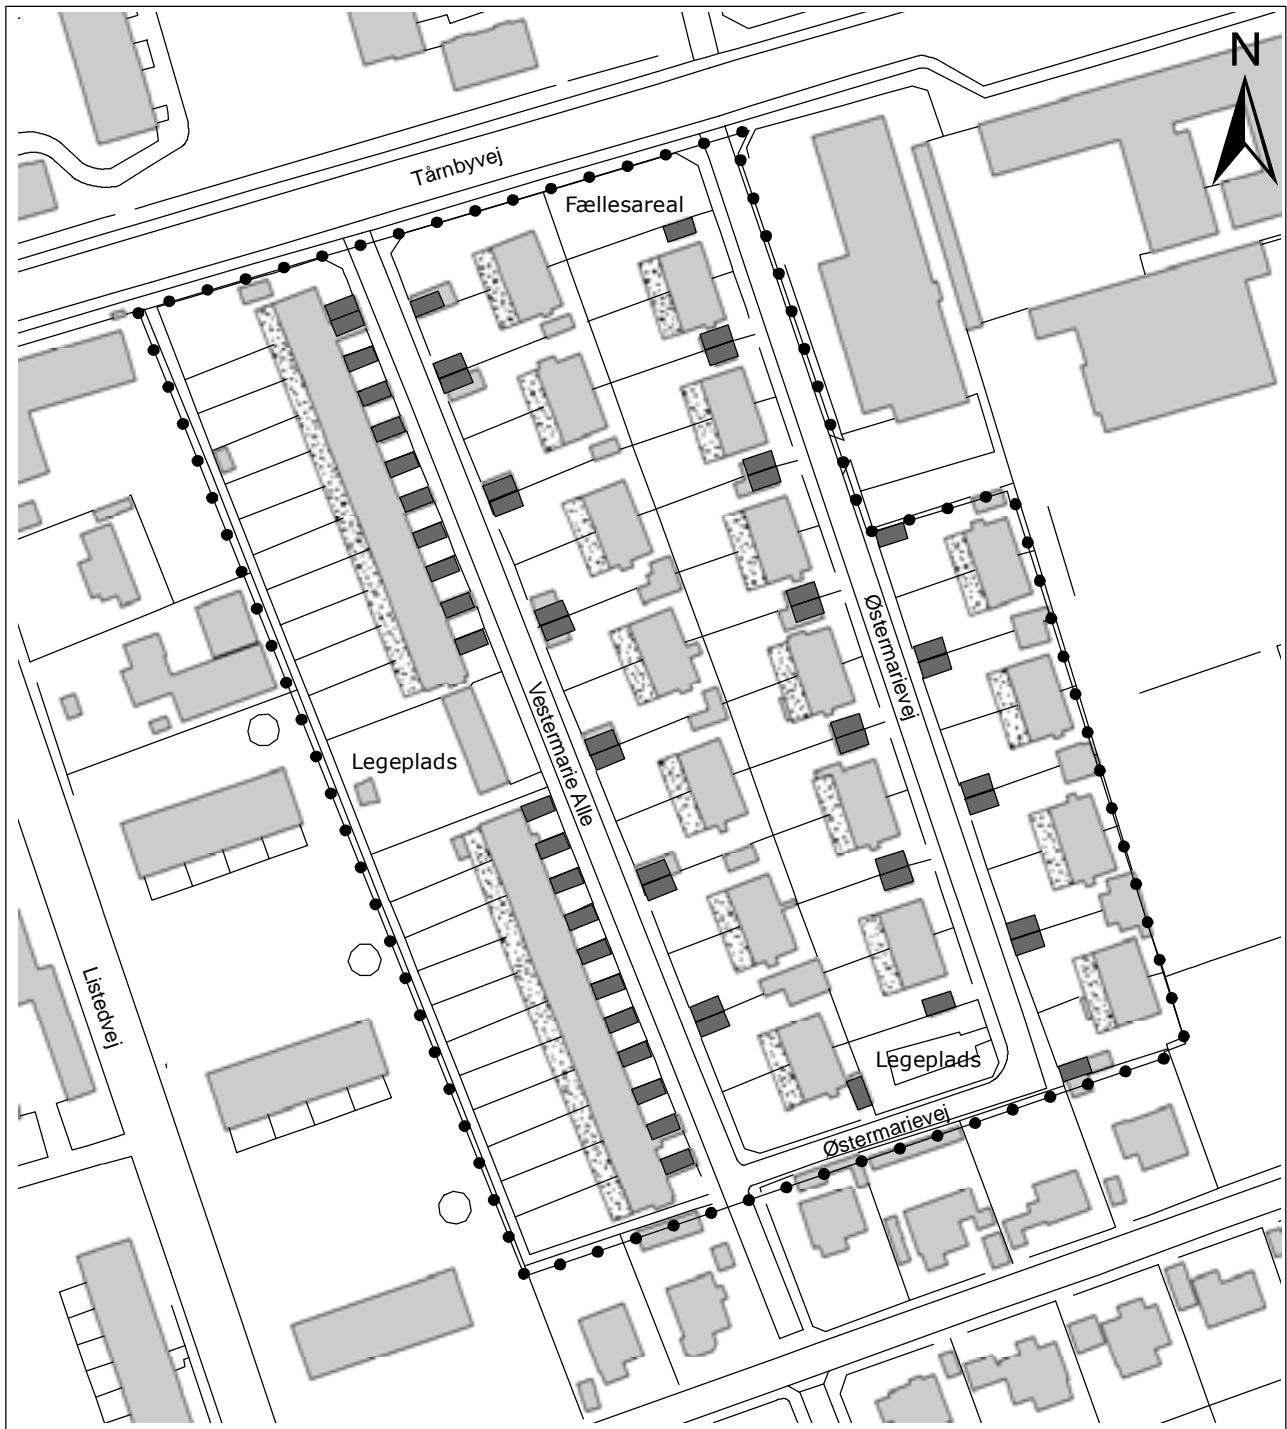 N
Tårnbyvej
Fællesareal
Østermarievej
Vestermarie Alle
Legeplads
Listedvej
Legeplads
Østermarievej